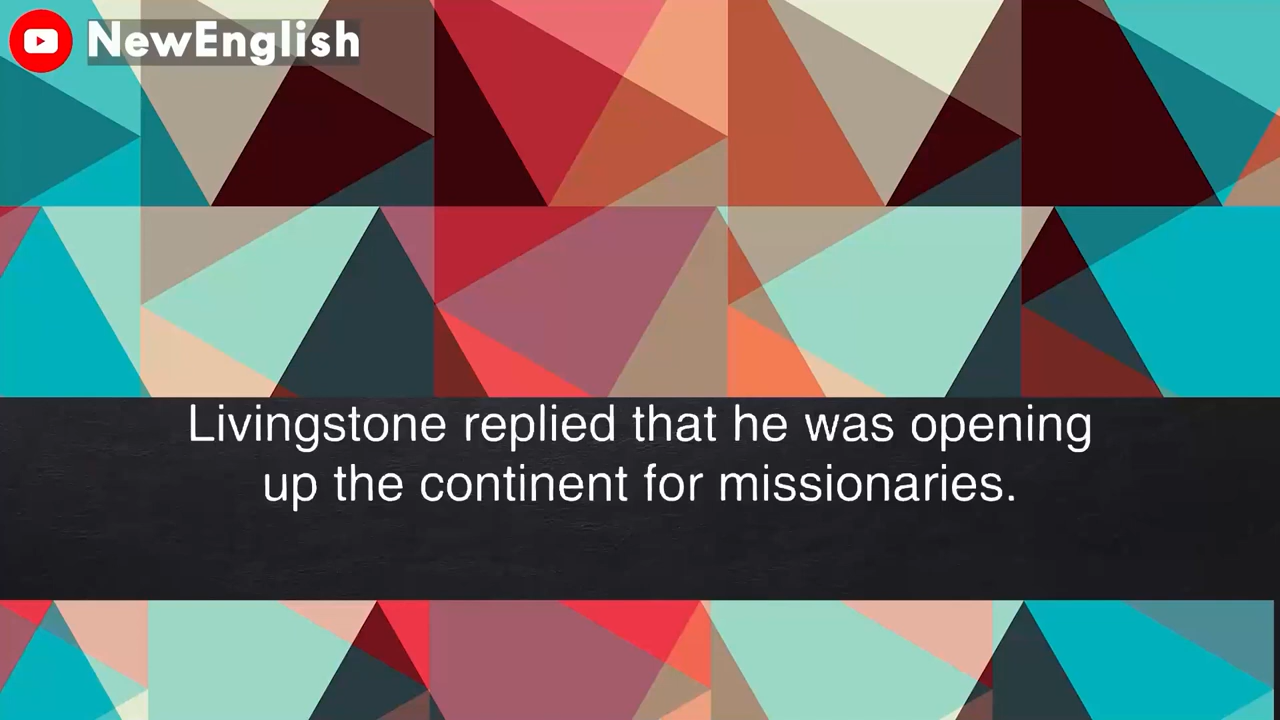 NewEnglish
Livingstone replied that he was opening
up the continent for missionaries.